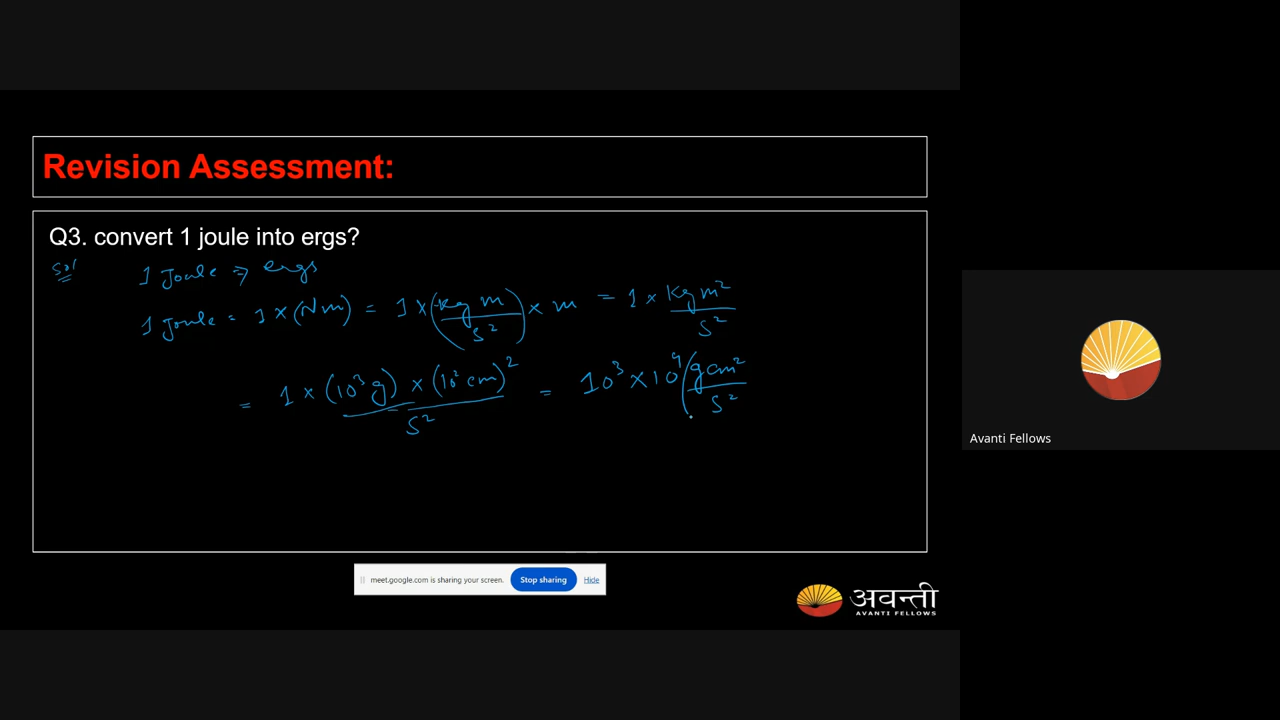 Revision Assessment:
Q3. convert 1 joule into ergs?
Sol 1 Joule ⇒ ergs
1 Joule = 1 × (Nm) = 1 × (Kg m / s²) × m = 1 × Kg m² / s²
= 1 × (10³ g) × (10² cm)² / s² = 10³ × 10⁴ (g cm² / s²
Avanti Fellows
meet.google.com is sharing your screen. Stop sharing Hide
अवन्ती
AVANTI FELLOWS